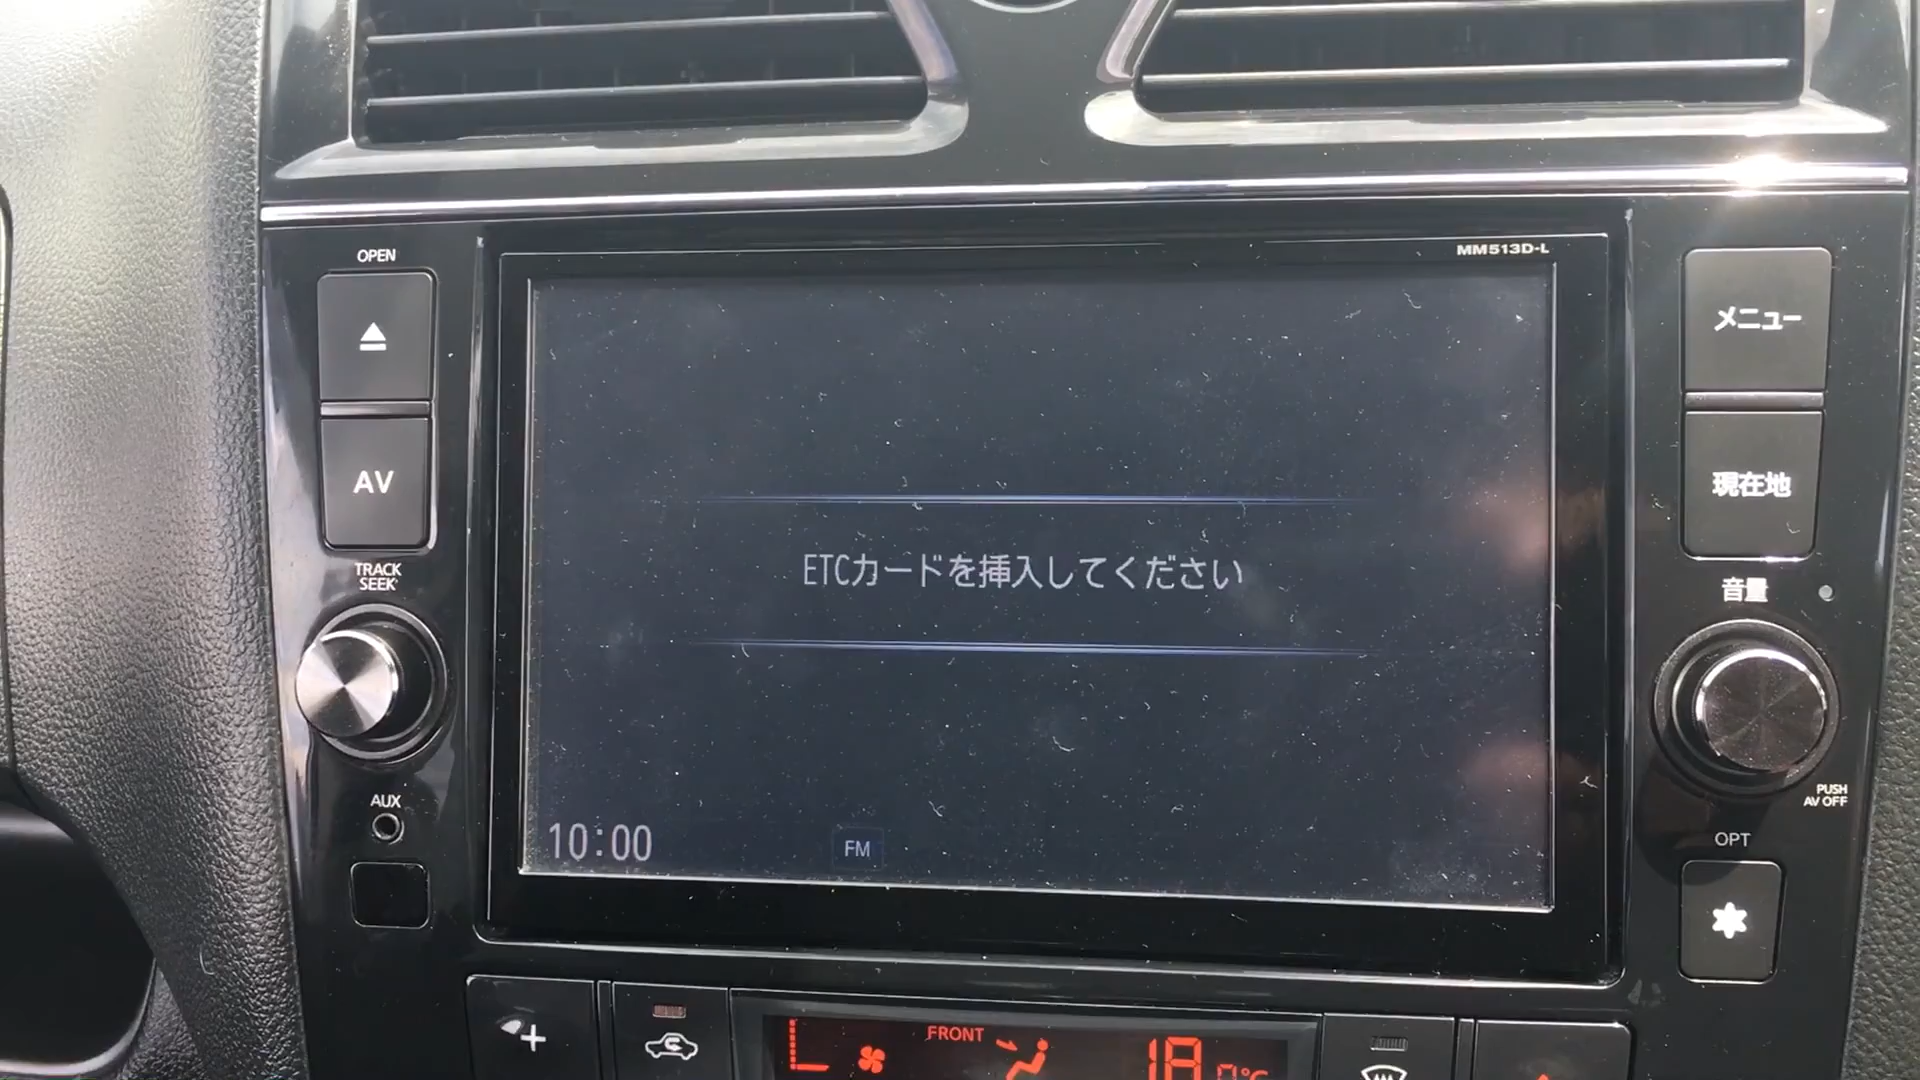 OPEN
MM513D-L
メニュー
AV
現在地
ETCカードを挿入してください
TRACK
SEEK
音量
AUX
PUSH
AV OFF
10:00
FM
OPT
FRONT
18
℃